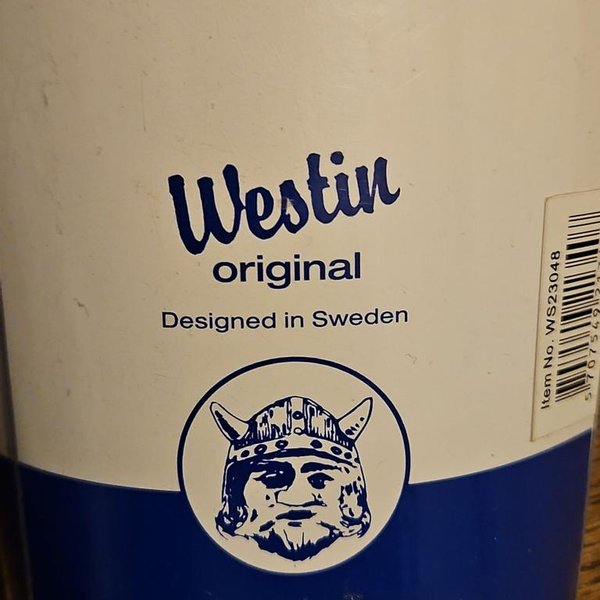 Westin
original
Designed in Sweden
Item No. WS23048